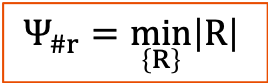 Ψ#r = min|R|
{R}